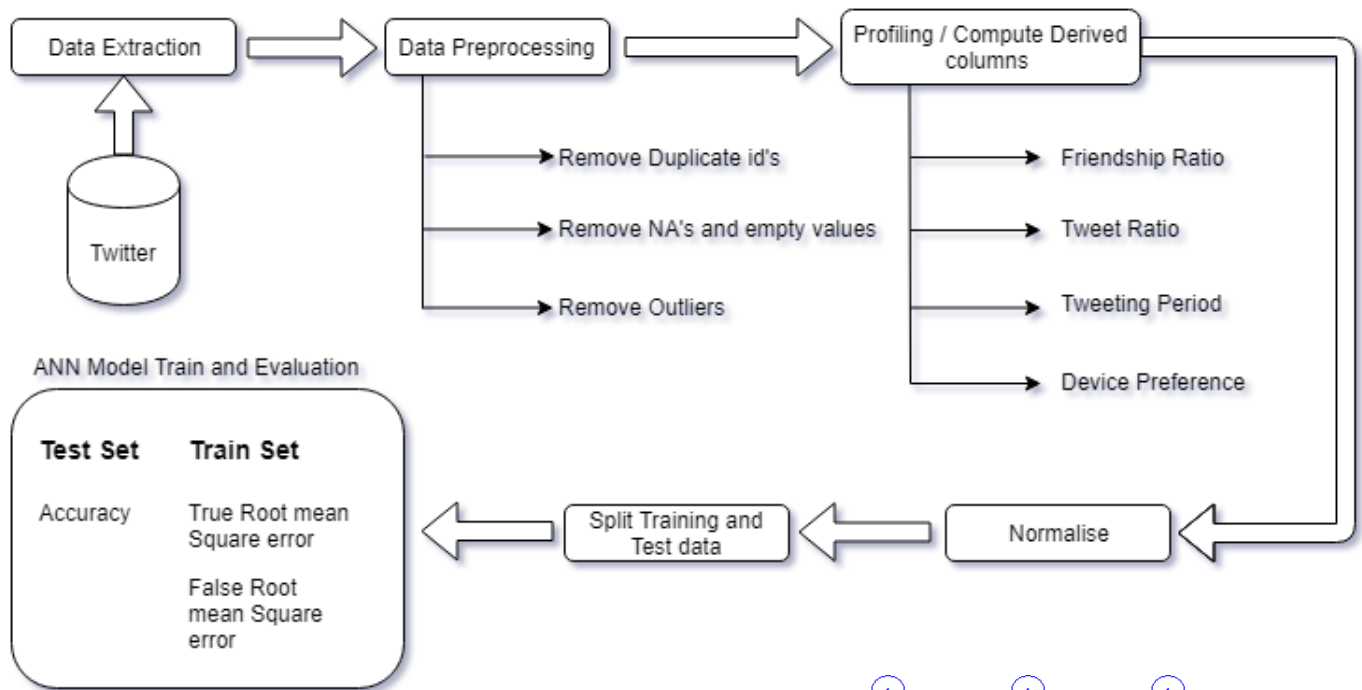 Data Extraction
Data Preprocessing
Profiling / Compute Derived
columns
Remove Duplicate id's
Friendship Ratio
Twitter
Remove NA's and empty values
Tweet Ratio
Remove Outliers
Tweeting Period
Device Preference
ANN Model Train and Evaluation
Test Set
Train Set
Accuracy
True Root mean
Square error
False Root
mean Square
error
Split Training and
Test data
Normalise